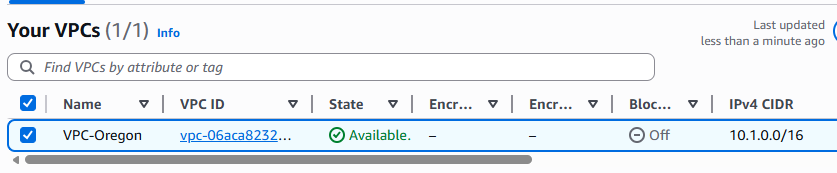 Your VPCs (1/1) Info
Last updated
less than a minute ago
Find VPCs by attribute or tag
Name VPC ID State Encr... Encr... Bloc... IPv4 CIDR
VPC-Oregon vpc-06aca8232... Available. – – Off 10.1.0.0/16